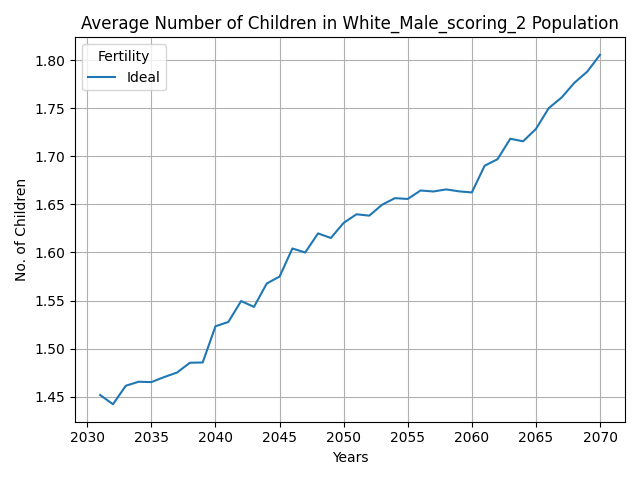 Average Number of Children in White_Male_scoring_2 Population
Fertility
Ideal
No. of Children
1.80
1.75
1.70
1.65
1.60
1.55
1.50
1.45
2030 2035 2040 2045 2050 2055 2060 2065 2070
Years